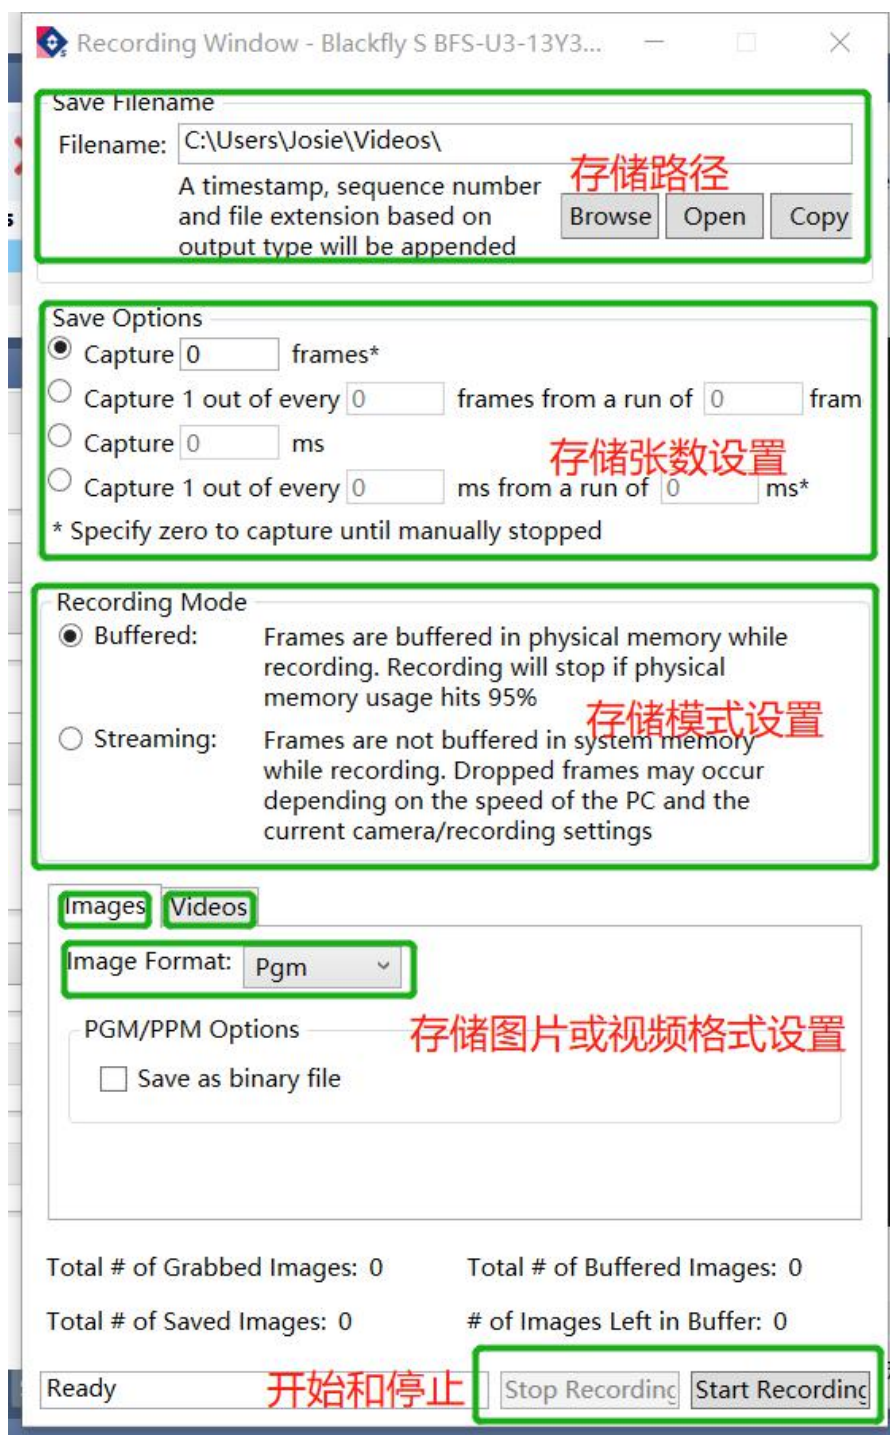 Recording Window - Blackfly S BFS-U3-13Y3...
Save Filename
Filename: C:\Users\Josie\Videos\
存储路径
A timestamp, sequence number
and file extension based on
output type will be appended
Browse Open Copy
Save Options
Capture 0 frames*
Capture 1 out of every 0 frames from a run of 0 fram
Capture 0 ms
存储张数设置
Capture 1 out of every 0 ms from a run of 0 ms*
* Specify zero to capture until manually stopped
Recording Mode
Buffered: Frames are buffered in physical memory while
recording. Recording will stop if physical
memory usage hits 95%
存储模式设置
Streaming: Frames are not buffered in system memory
while recording. Dropped frames may occur
depending on the speed of the PC and the
current camera/recording settings
Images Videos
Image Format: Pgm
PGM/PPM Options
存储图片或视频格式设置
Save as binary file
Total # of Grabbed Images: 0 Total # of Buffered Images: 0
Total # of Saved Images: 0 # of Images Left in Buffer: 0
Ready 开始和停止 Stop Recording Start Recording